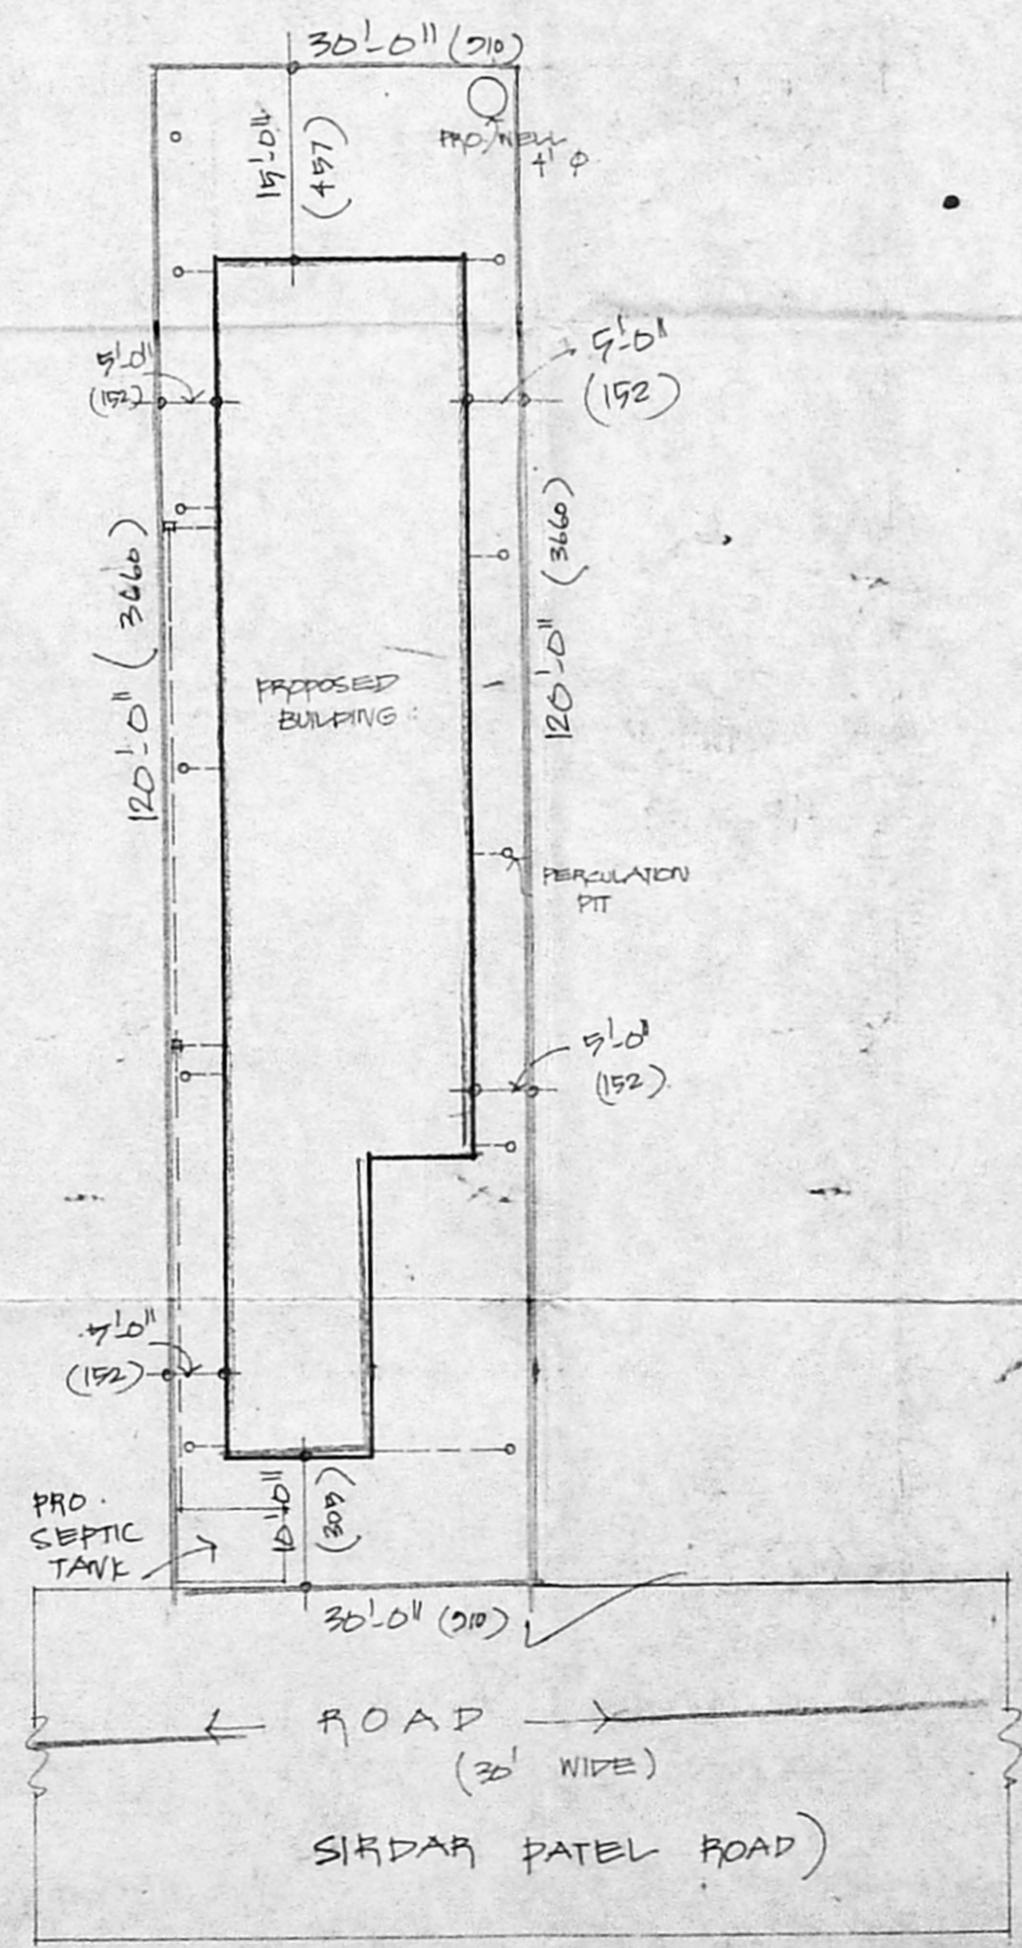 30'-0" (910)
PRO. WELL
4' Φ
15'-0"
(457)
5'-0"
(152)
5'-0"
(152)
120'-0" (3660)
120'-0" (3660)
PROPOSED
BUILDING
PERCULATION
PIT
5'-0"
(152)
5'-0"
(152)
10'-0"
(305)
PRO.
SEPTIC
TANK
30'-0" (910)
ROAD
(30' WIDE)
SIRDAR PATEL ROAD)